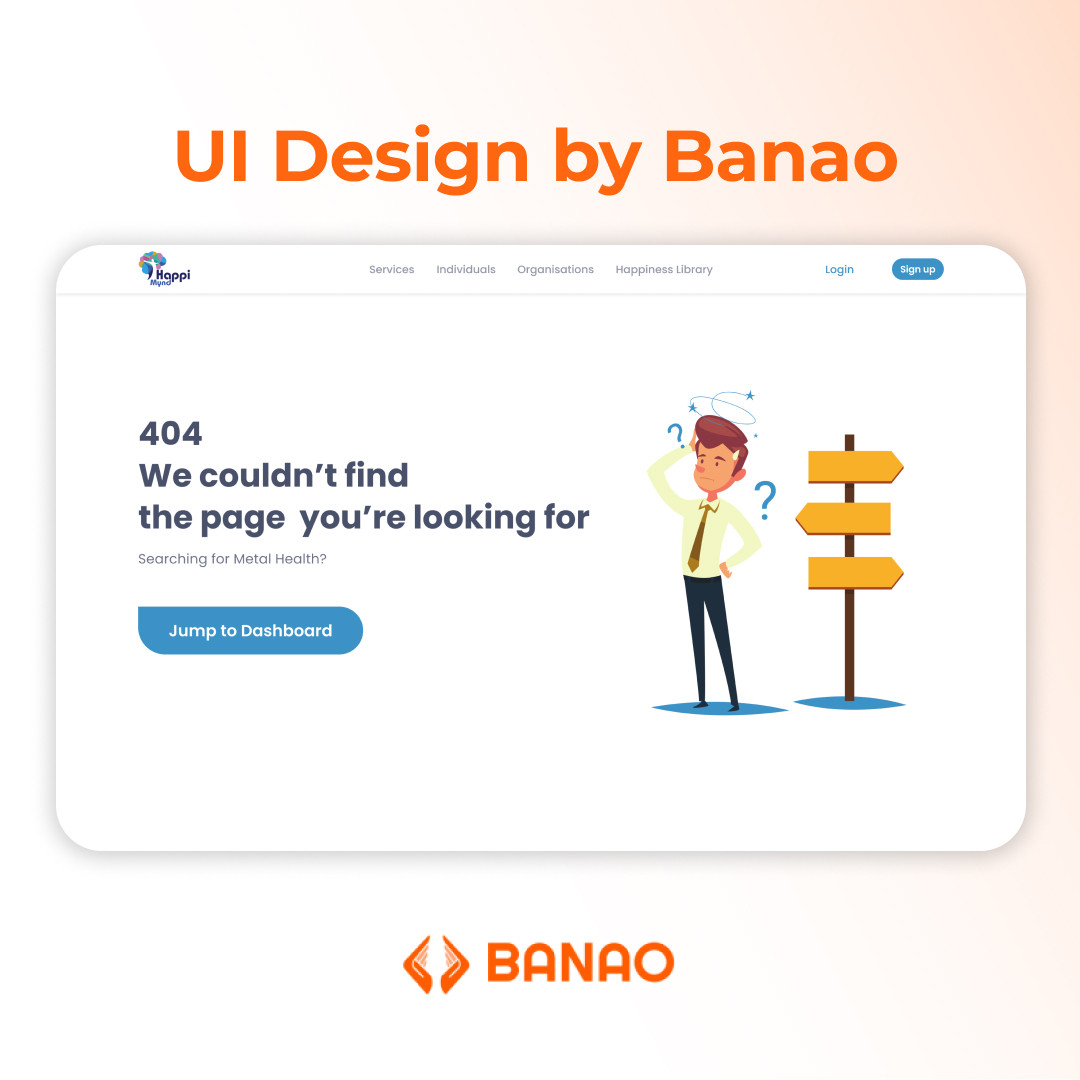 UI Design by Banao
Happi
Mynd
Services Individuals Organisations Happiness Library Login Sign up
404
We couldn’t find
the page  you’re looking for
Searching for Metal Health?
Jump to Dashboard
? ?
BANAO